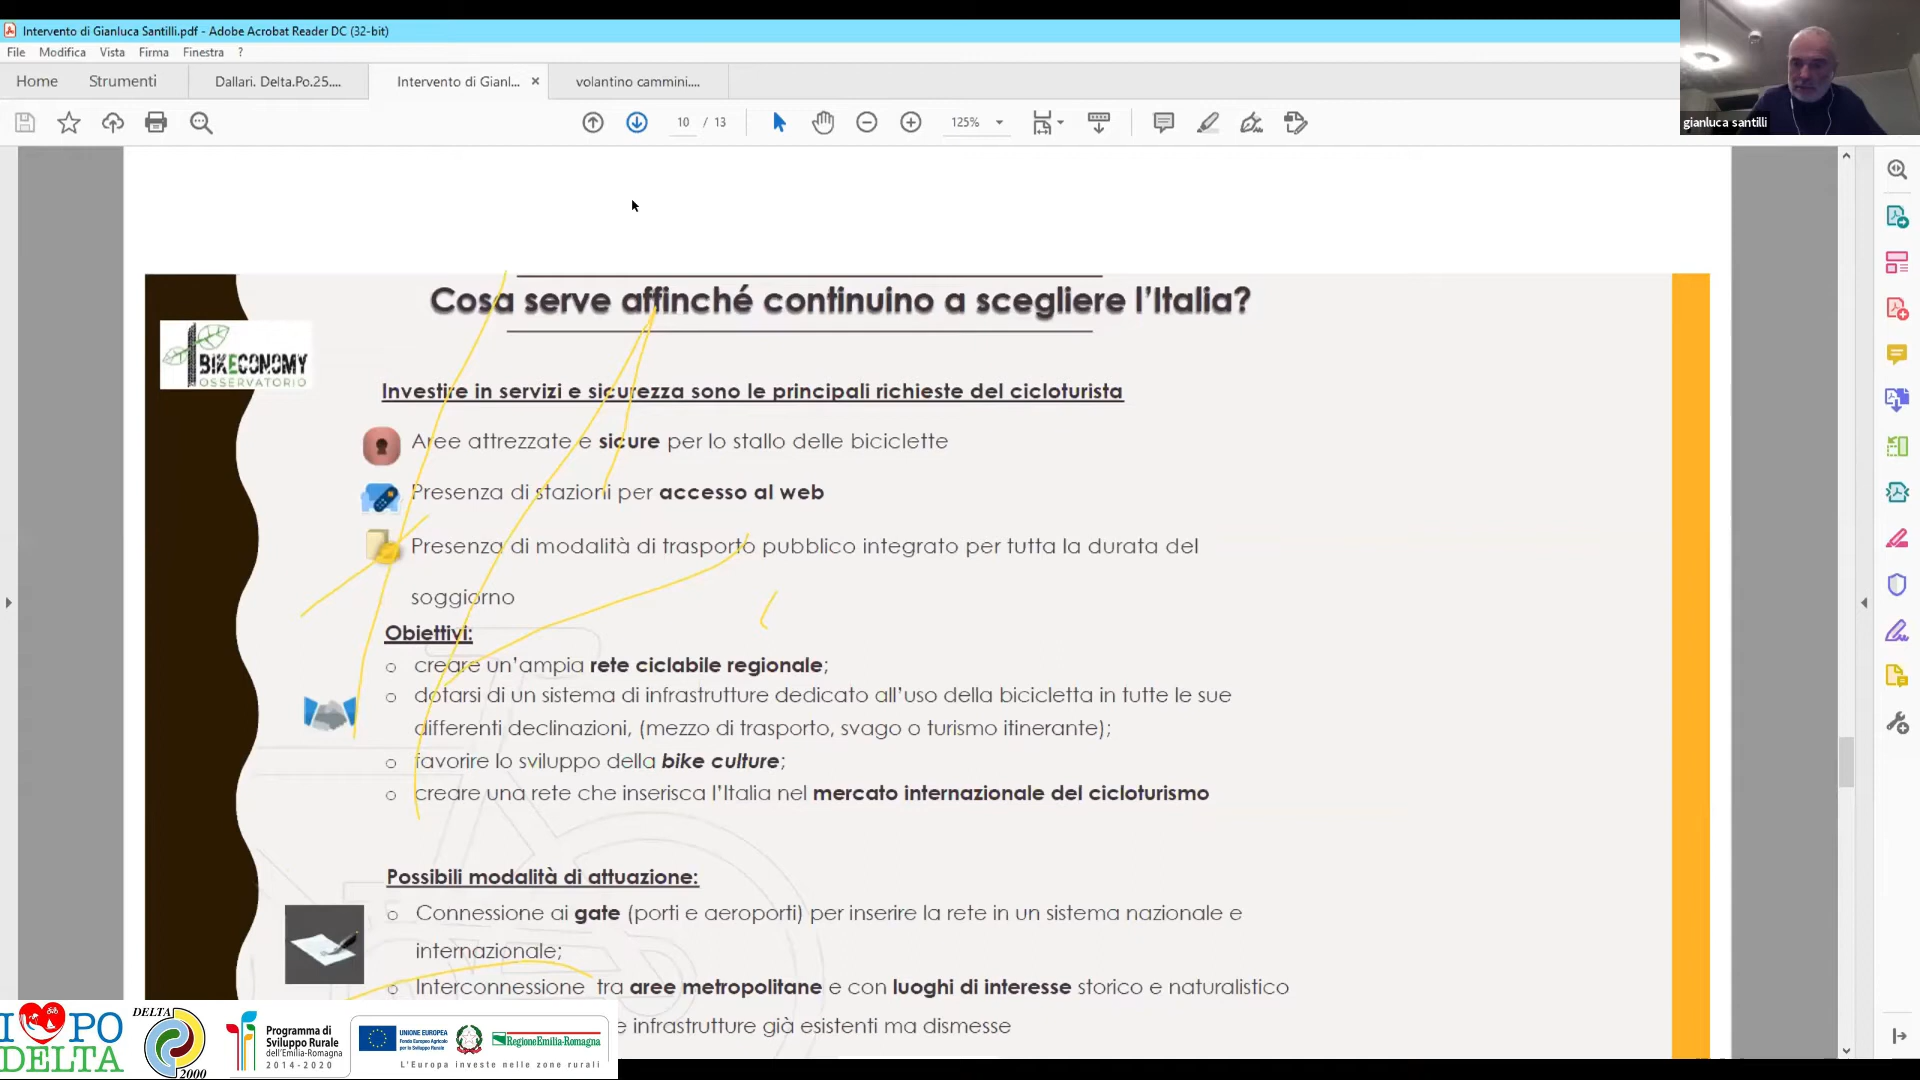 Intervento di Gianluca Santilli.pdf - Adobe Acrobat Reader DC (32-bit)
File Modifica Vista Firma Finestra ?
Home Strumenti Dallari. Delta.Po.25.... Intervento di Gianl... × volantino cammini....
10 / 13 125%
gianluca santilli
Cosa serve affinché continuino a scegliere l'Italia?
BIKECONOMY
OSSERVATORIO
Investire in servizi e sicurezza sono le principali richieste del cicloturista
Aree attrezzate e sicure per lo stallo delle biciclette
Presenza di stazioni per accesso al web
Presenza di modalità di trasporto pubblico integrato per tutta la durata del
soggiorno
Obiettivi:
o creare un'ampia rete ciclabile regionale;
o dotarsi di un sistema di infrastrutture dedicato all'uso della bicicletta in tutte le sue
differenti declinazioni, (mezzo di trasporto, svago o turismo itinerante);
o favorire lo sviluppo della bike culture;
o creare una rete che inserisca l'Italia nel mercato internazionale del cicloturismo
Possibili modalità di attuazione:
o Connessione ai gate (porti e aeroporti) per inserire la rete in un sistema nazionale e
internazionale;
o Interconnessione tra aree metropolitane e con luoghi di interesse storico e naturalistico
e infrastrutture già esistenti ma dismesse
I PO
DELTA
DELTA
2000
Programma di
Sviluppo Rurale
dell'Emilia-Romagna
2014-2020
UNIONE EUROPEA
Fondo Europeo Agricolo
per lo Sviluppo Rurale
RegioneEmilia-Romagna
L'Europa investe nelle zone rurali